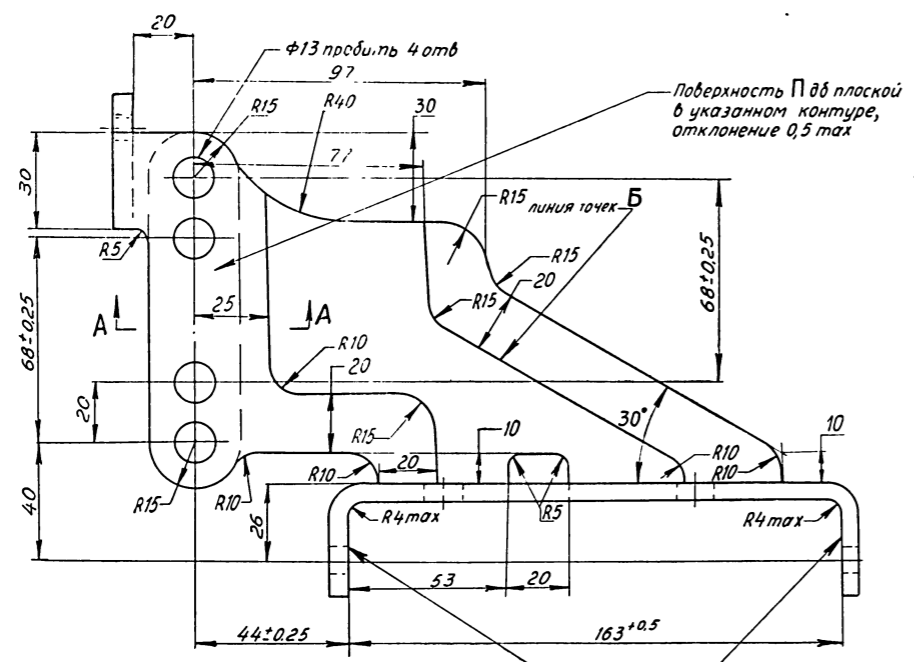 20
Ф13 пробить 4 отв
97
R15
R40
30
77
Поверхность П дб плоской
в указанном контуре,
отклонение 0,5 max
30
R5
R15
линия точек Б
R15
20
68±0.25
25
А
А
R15
68±0.25
R10
20
20
R15
30°
10
10
R10
R10
20
R10
R15
R10
R5
40
26
R4max
R4max
53
20
44±0.25
163+0.5